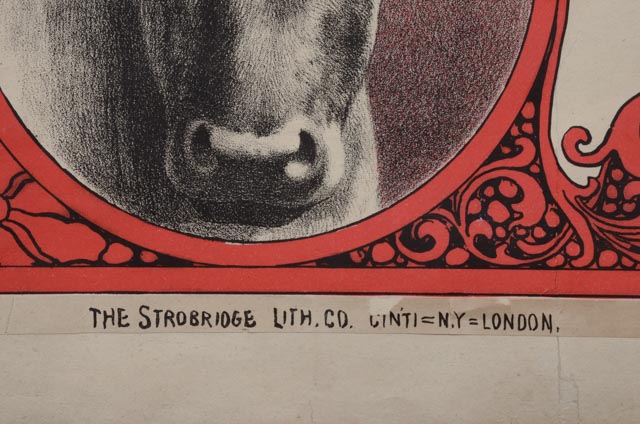 THE STROBRIDGE LITH. CO. CIN'TI=N.Y=LONDON.